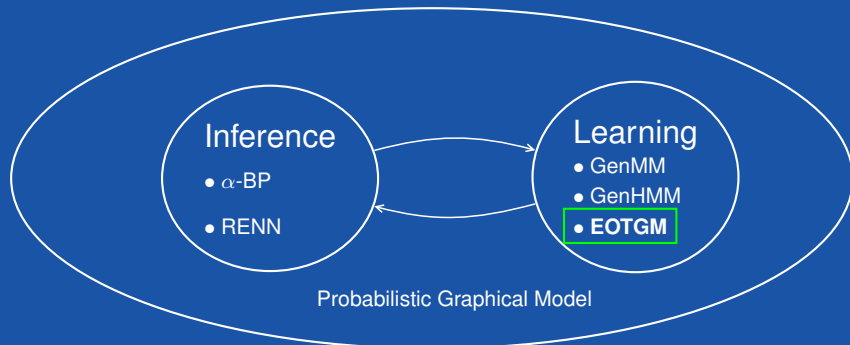 Inference
● α-BP
● RENN
Learning
● GenMM
● GenHMM
● EOTGM
Probabilistic Graphical Model